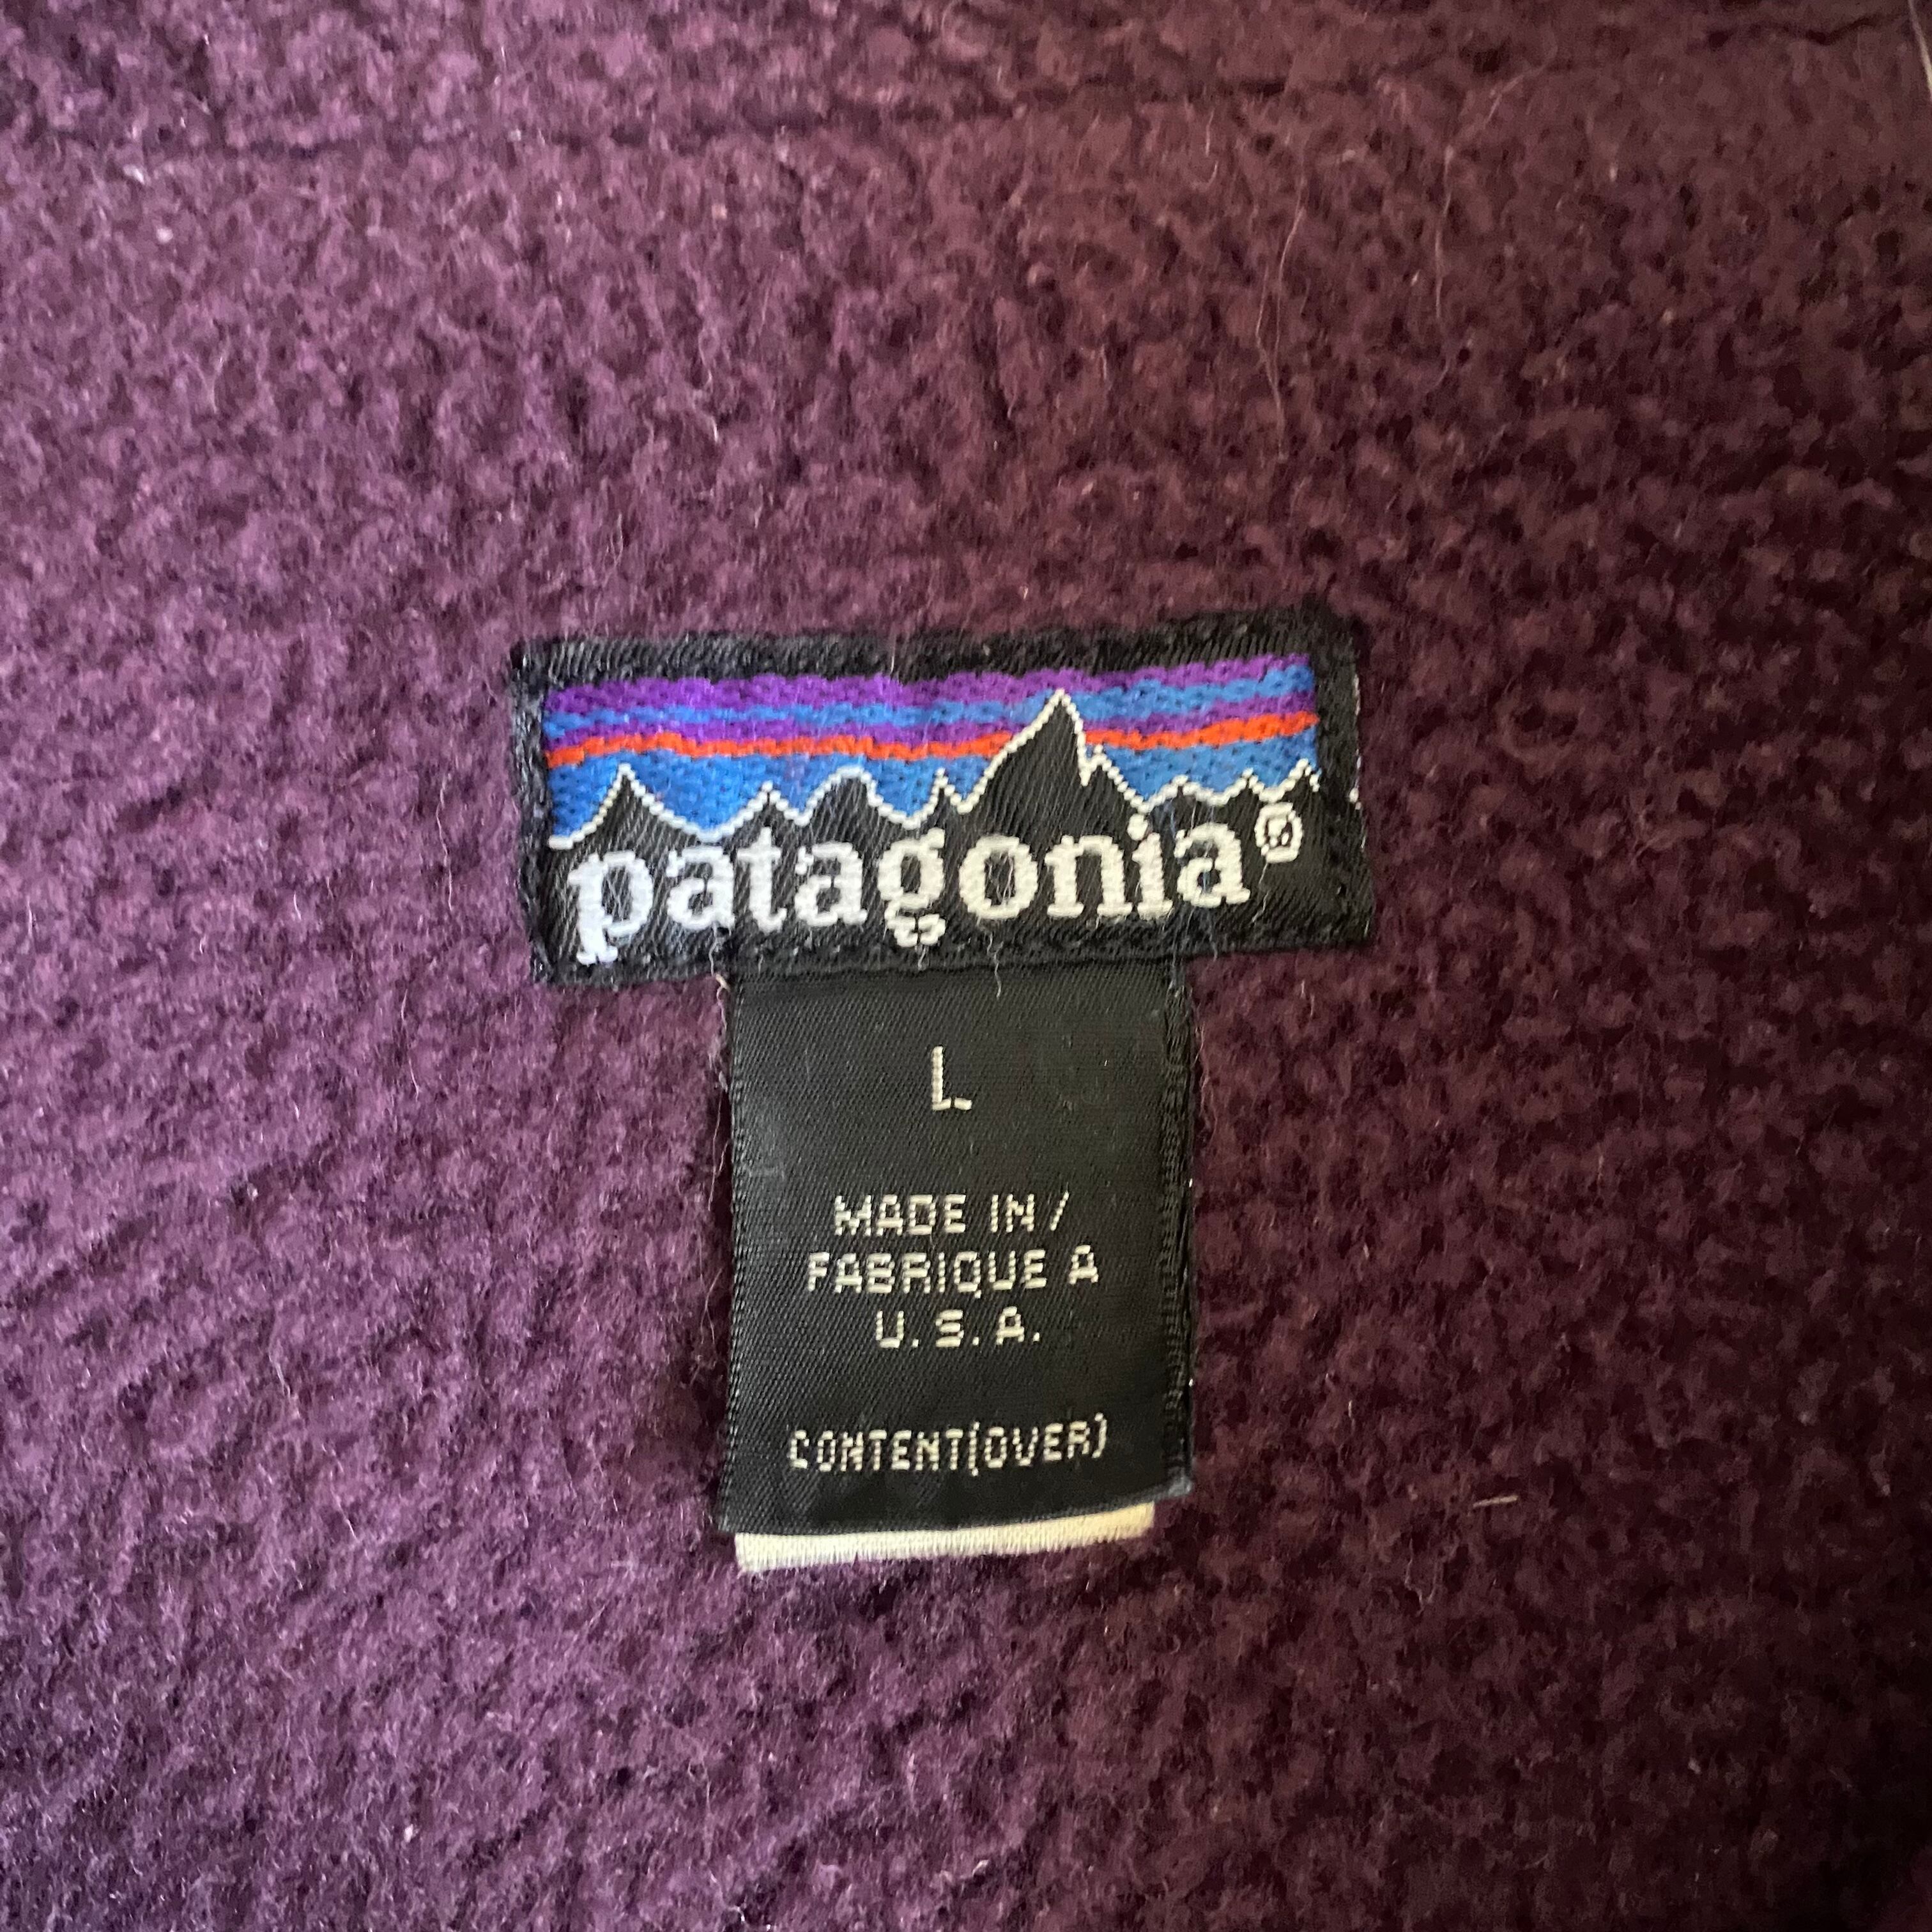 patagonia®
L
MADE IN /
FABRIQUE A
U.S.A.
CONTENT(OVER)